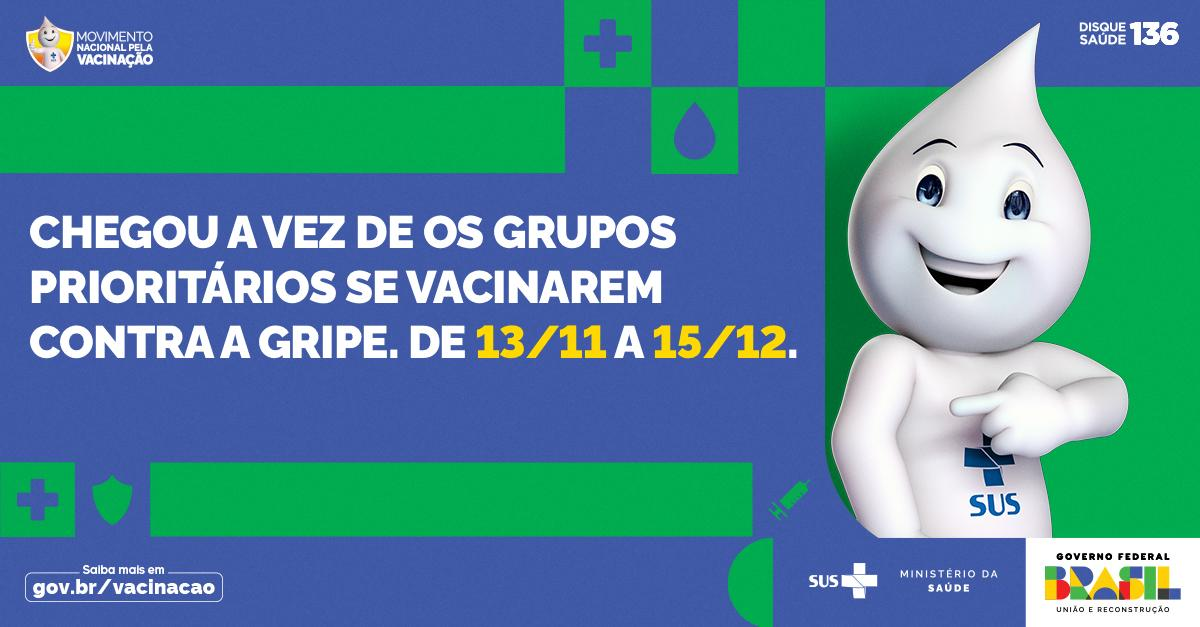 MOVIMENTO
NACIONAL PELA
VACINAÇÃO
DISQUE
SAÚDE 136
CHEGOU A VEZ DE OS GRUPOS
PRIORITÁRIOS SE VACINAREM
CONTRA A GRIPE. DE 13/11 A 15/12.
SUS
Saiba mais em
gov.br/vacinacao
SUS
MINISTÉRIO DA
SAÚDE
GOVERNO FEDERAL
BRASIL
UNIÃO E RECONSTRUÇÃO